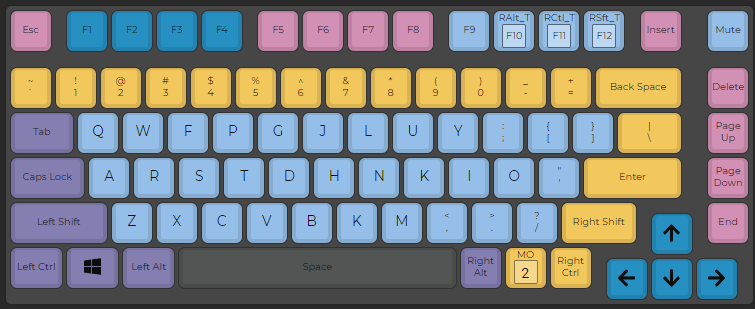 RAlt_T RCtl_T RSft_T
Esc F1 F2 F3 F4 F5 F6 F7 F8 F9 F10 F11 F12 Insert Mute
~ ! @ # $ % ^ & * ( ) _ +
` 1 2 3 4 5 6 7 8 9 0 - = Back Space Delete
Tab Q W F P G J L U Y : { } | Page
; [ ] \ Up
Caps Lock A R S T D H N K I O " Enter Page
' Down
Left Shift Z X C V B K M < > ? Right Shift End
, . /
Left Ctrl Left Alt Space Right MO Right
Alt 2 Ctrl